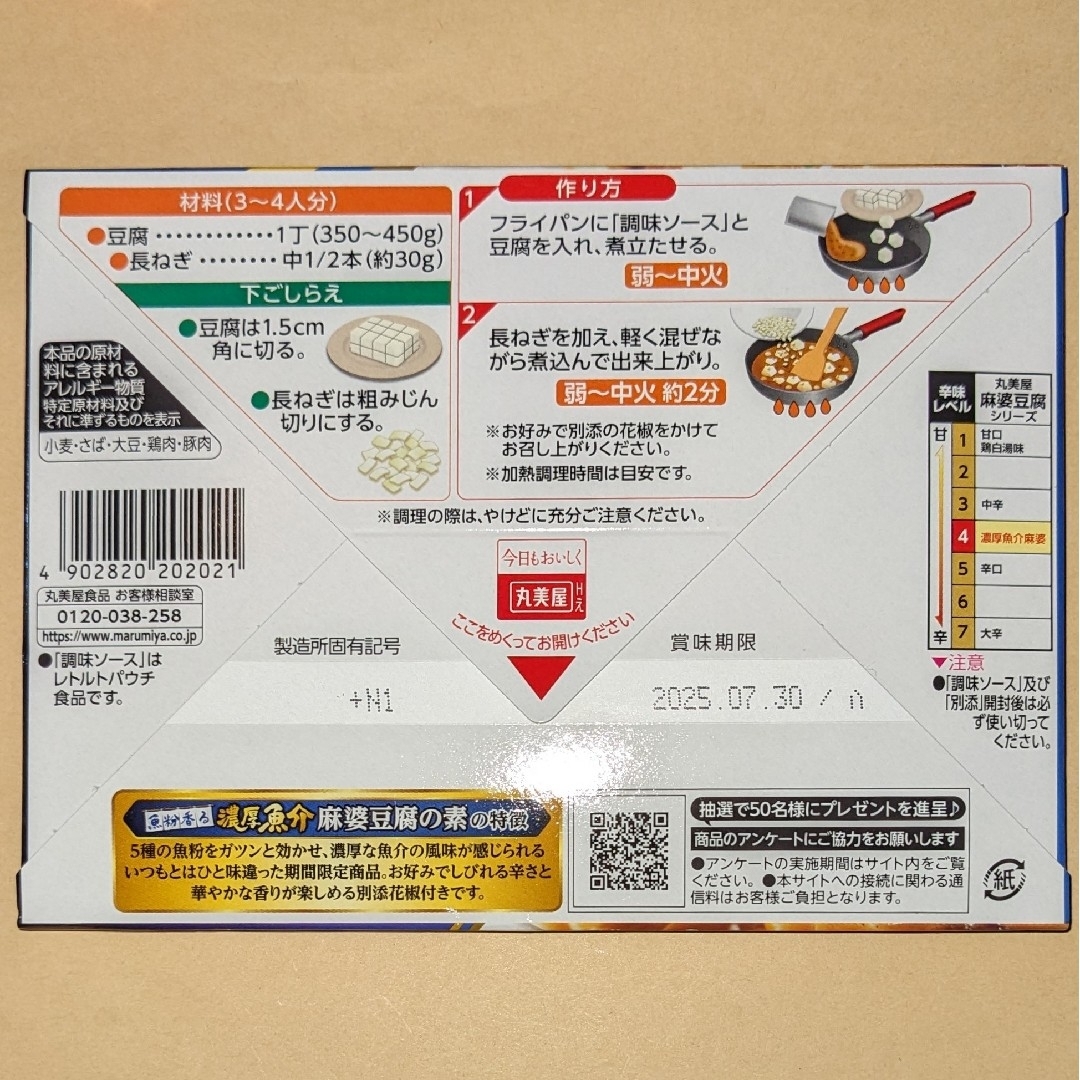 材料(3〜4人分)
●豆腐・・・・・・・・・・・・1丁(350〜450g)
●長ねぎ・・・・・・・・中1/2本(約30g)
下ごしらえ
●豆腐は1.5cm
角に切る。
●長ねぎは粗みじん
切りにする。
作り方
1
フライパンに「調味ソース」と
豆腐を入れ、煮立たせる。
弱〜中火
2
長ねぎを加え、軽く混ぜな
がら煮込んで出来上がり。
弱〜中火 約2分
※お好みで別添の花椒をかけて
お召し上がりください。
※加熱調理時間は目安です。
※調理の際は、やけどに充分ご注意ください。
本品の原材
料に含まれる
アレルギー物質
特定原材料及び
それに準ずるものを表示
小麦・さば・大豆・鶏肉・豚肉
4 902820 202021
丸美屋食品 お客様相談室
0120-038-258
https://www.marumiya.co.jp
●「調味ソース」は
レトルトパウチ
食品です。
今日もおいしく
丸美屋
Hえ
ここをめくってお開けください
製造所固有記号
+N1
賞味期限
2025.07.30 / n
辛味
レベル
丸美屋
麻婆豆腐
シリーズ
甘
1 甘口
鶏白湯味
2
3 中辛
4 濃厚魚介麻婆
5 辛口
6
7 大辛
辛
▼注意
●「調味ソース」及び
「別添」開封後は必
ず使い切って
ください。
魚粉香る 濃厚魚介 麻婆豆腐の素の特徴
5種の魚粉をガツンと効かせ、濃厚な魚介の風味が感じられる
いつもとはひと味違った期間限定商品。お好みでしびれる辛さと
華やかな香りが楽しめる別添花椒付きです。
抽選で50名様にプレゼントを進呈♪
商品のアンケートにご協力をお願いします
●アンケートの実施期間はサイト内をご覧
ください。●本サイトへの接続に関わる通
信料はお客様ご負担となります。
紙